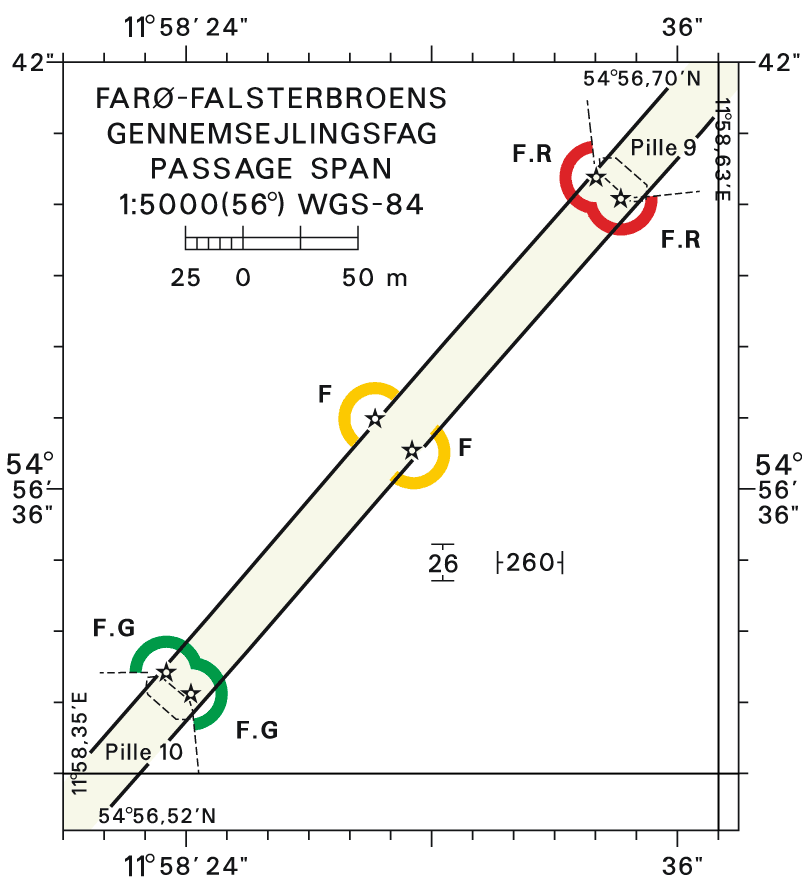 11° 58′ 24″
36″
42″
42″
54°56,70′N
FARØ-FALSTERBROENS
GENNEMSEJLINGSFAG
PASSAGE SPAN
1:5000(56°) WGS-84
25 0 50 m
11°58,63′E
Pille 9
F.R
F.R
F
F
54°
56′
36″
54°
56′
36″
26
260
F.G
F.G
11°58,35′E
Pille 10
54°56,52′N
11° 58′ 24″
36″